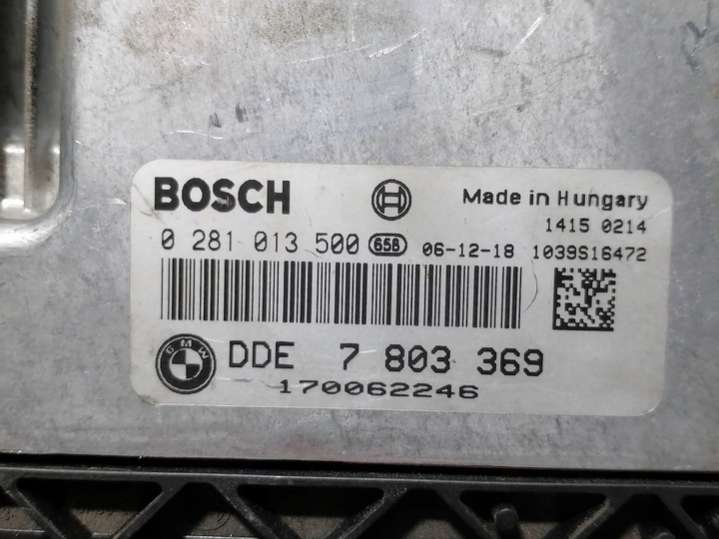 BOSCH Made in Hungary
1415 0214
0 281 013 500 658 06-12-18 1039S16472
BMW DDE 7 803 369
170062246